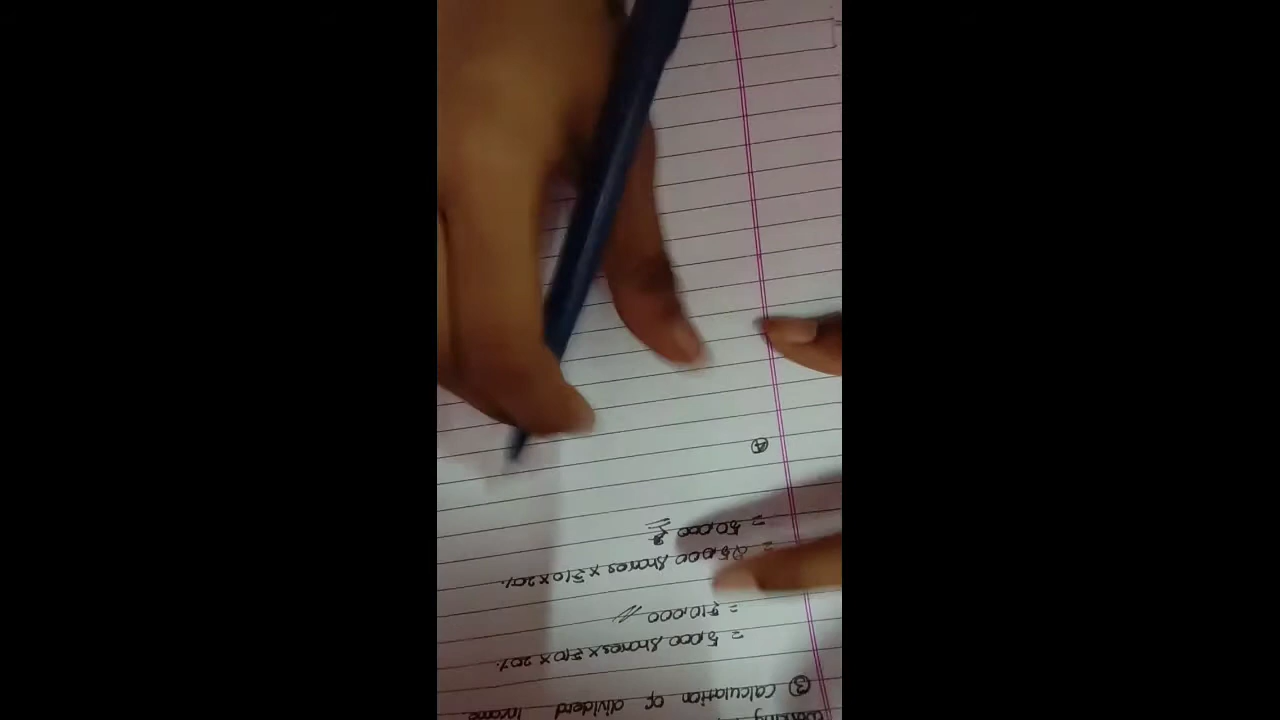 Working
③ Calculation of dividend Income
= 5,000 shares × ₹10 × 20%.
= ₹10,000 //
= 25,000 shares × ₹10 × 20%.
= 50,000
④